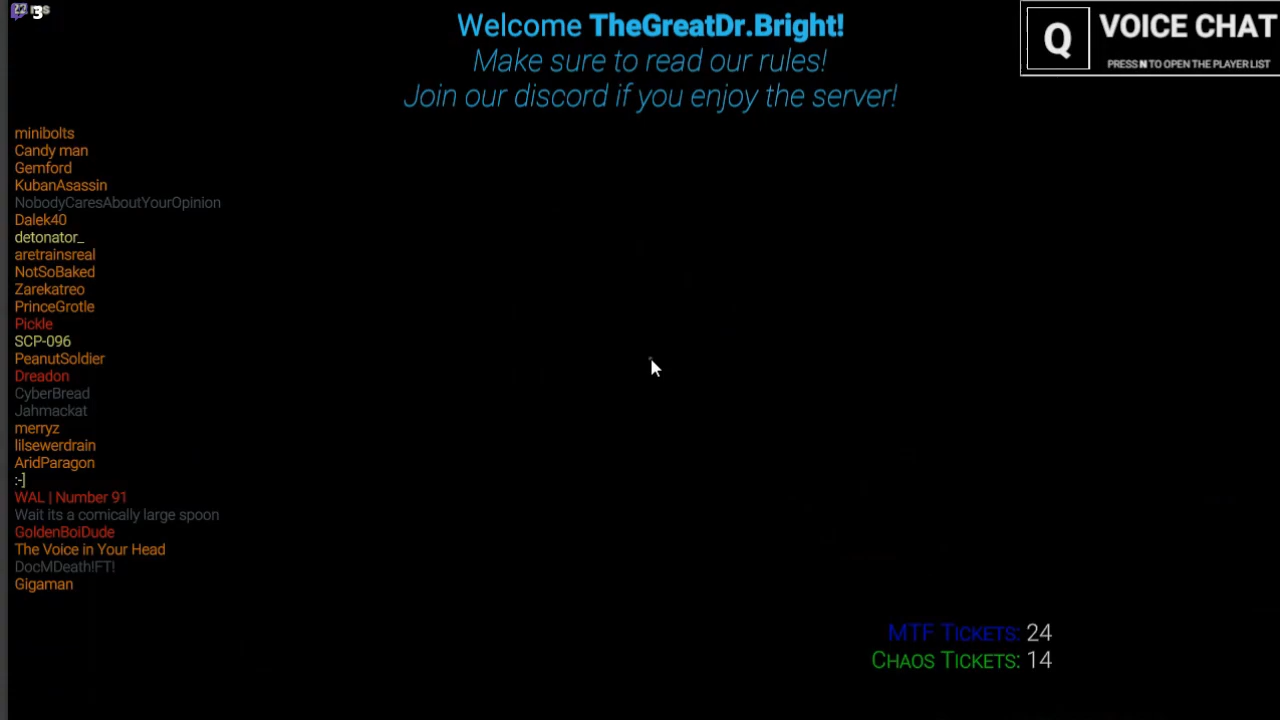 22 ms
3
Welcome TheGreatDr.Bright!
Make sure to read our rules!
Join our discord if you enjoy the server!
Q
VOICE CHAT
PRESS N TO OPEN THE PLAYER LIST
minibolts
Candy man
Gemford
KubanAsassin
NobodyCaresAboutYourOpinion
Dalek40
detonator_
aretrainsreal
NotSoBaked
Zarekatreo
PrinceGrotle
Pickle
SCP-096
PeanutSoldier
Dreadon
CyberBread
Jahmackat
merryz
lilsewerdrain
AridParagon
:-]
WAL | Number 91
Wait its a comically large spoon
GoldenBoiDude
The Voice in Your Head
DocMDeath!FT!
Gigaman
MTF TICKETS: 24
CHAOS TICKETS: 14